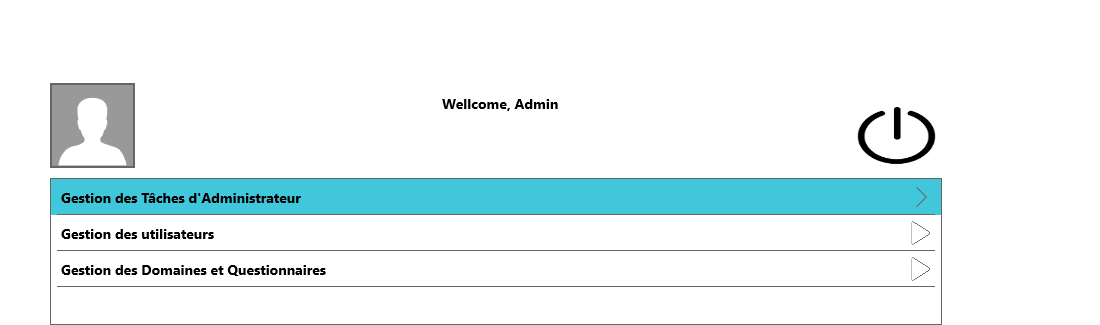 Wellcome, Admin
Gestion des Tâches d'Administrateur
Gestion des utilisateurs
Gestion des Domaines et Questionnaires